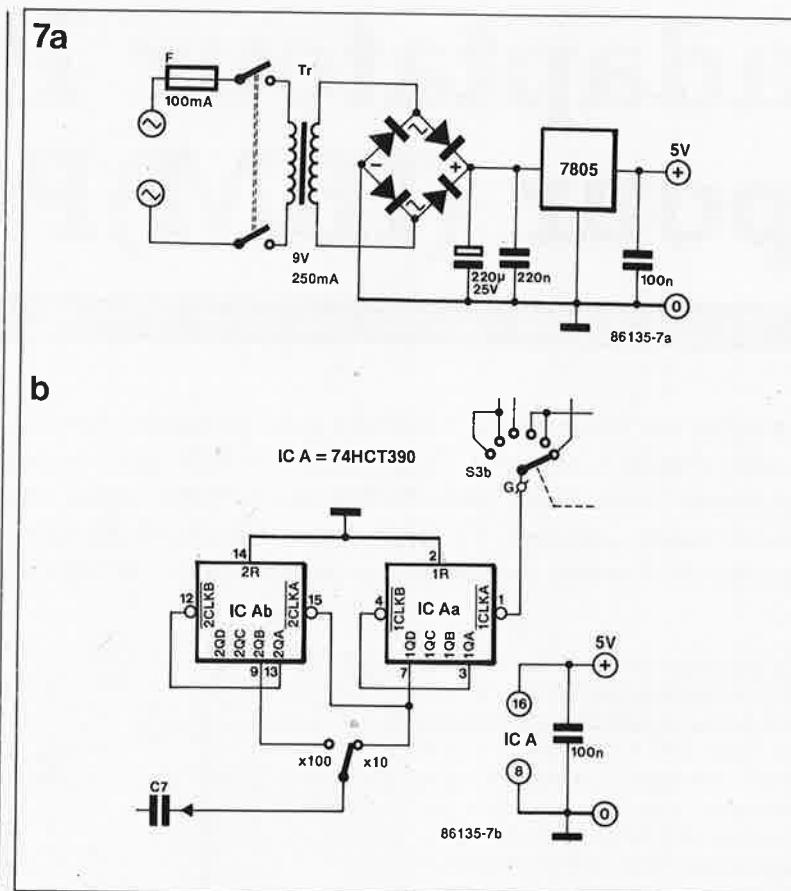 7a
F
100mA
Tr
9V
250mA
−
+
220µ
25V
220n
7805
100n
5V
+
0
86135-7a
b
IC A = 74HCT390
S3b
G
14
2R
12
2CLKB
IC Ab
2CLKA
15
2QD
2QC
2QB
2QA
9
13
2
1R
4
1CLKB
IC Aa
1CLKA
1
1QD
1QC
1QB
1QA
7
3
x100
x10
C7
5V
+
16
IC A
100n
8
0
86135-7b